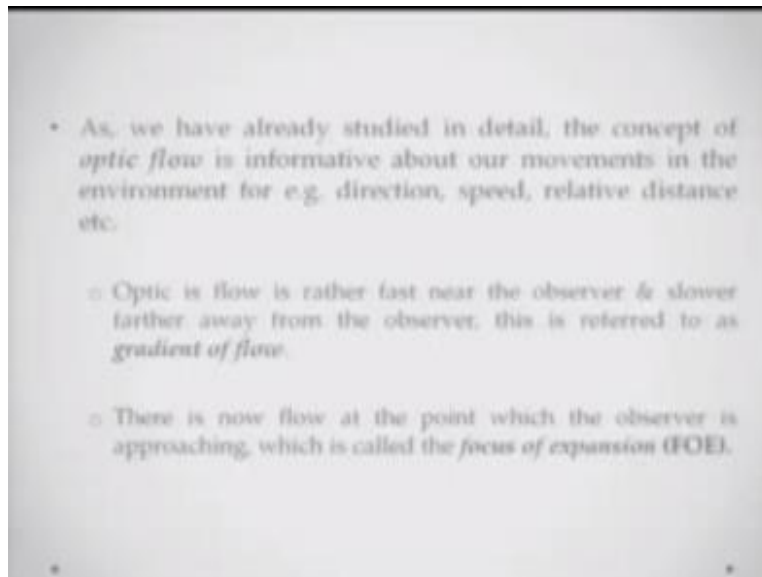 • As, we have already studied in detail, the concept of
optic flow is informative about our movements in the
environment for e.g. direction, speed, relative distance
etc.
o Optic is flow is rather fast near the observer & slower
farther away from the observer, this is referred to as
gradient of flow.
o There is now flow at the point which the observer is
approaching, which is called the focus of expansion (FOE).